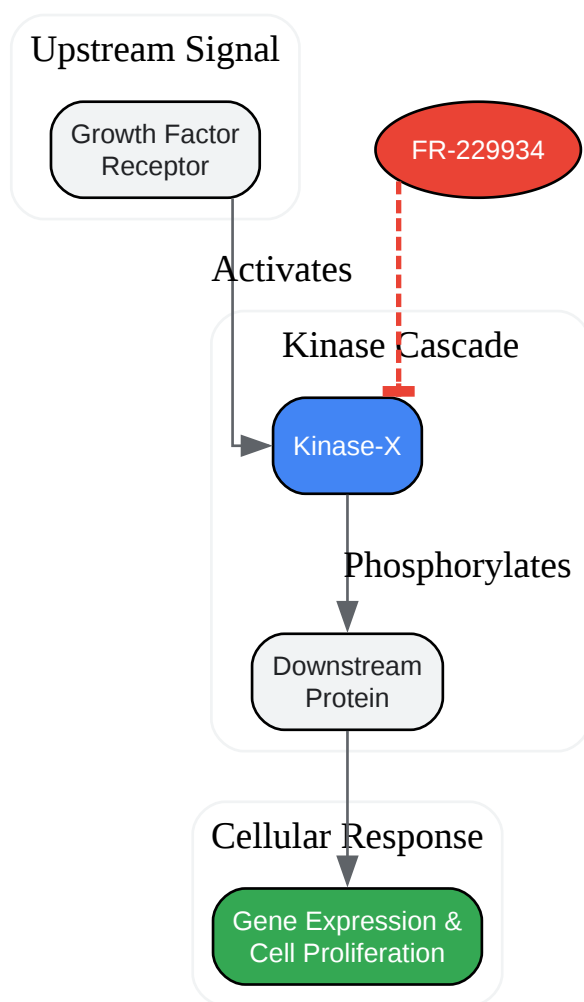 Upstream Signal
Growth Factor
Receptor
FR-229934
Activates
Kinase Cascade
Kinase-X
Phosphorylates
Downstream
Protein
Cellular Response
Gene Expression &
Cell Proliferation